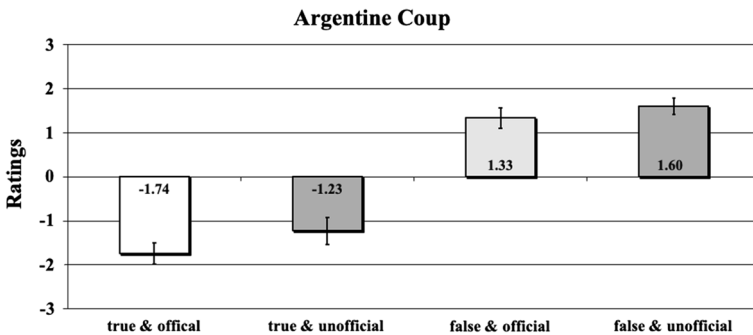 Argentine Coup
3
2
1
0
-1
-2
-3
Ratings
-1.74
-1.23
1.33
1.60
true & offical
true & unofficial
false & official
false & unofficial